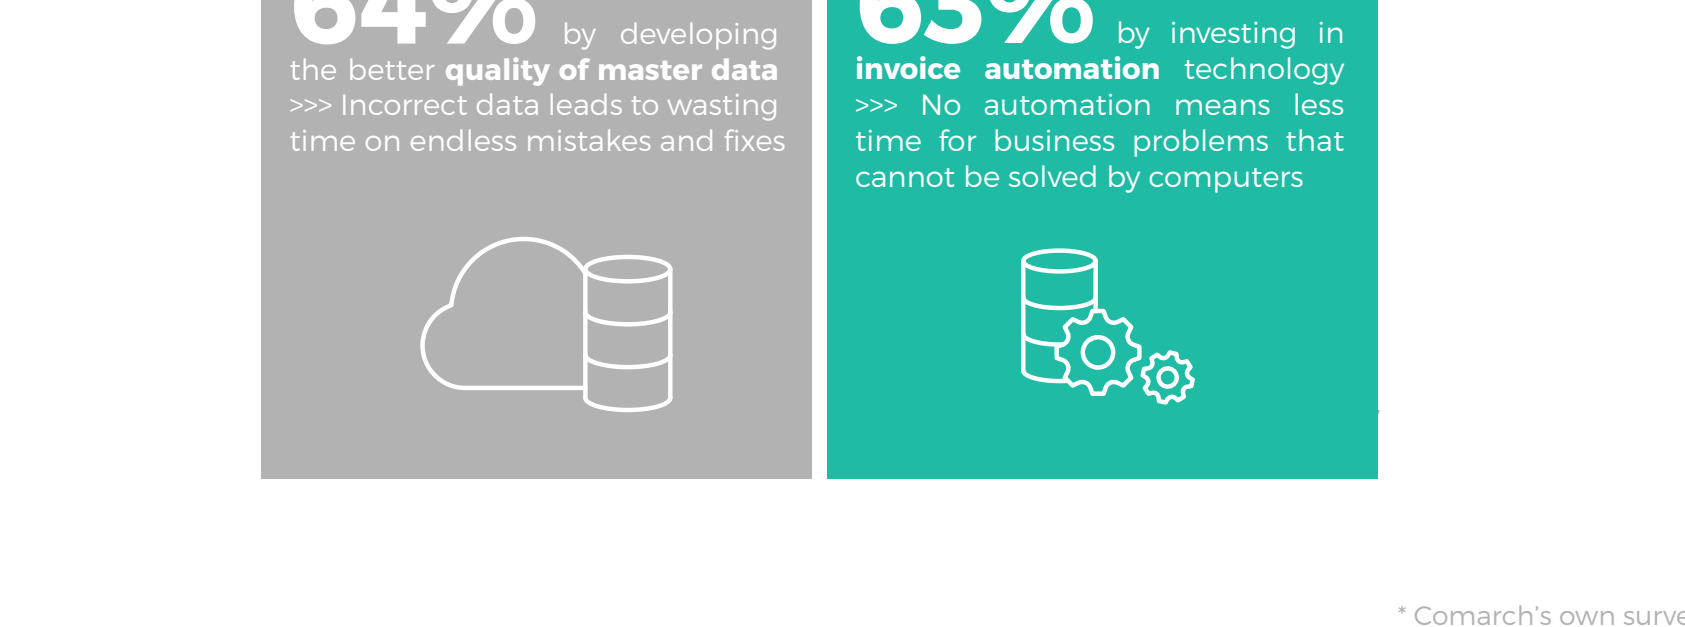 64% by developing
the better quality of master data
>>> Incorrect data leads to wasting
time on endless mistakes and fixes
by investing in
invoice automation technology
>>> No automation means less
time for business problems that
cannot be solved by computers
* Comarch's own surve